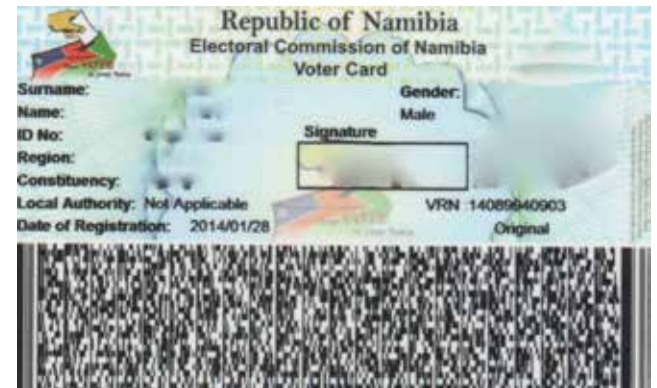 Republic of Namibia
Electoral Commission of Namibia
Voter Card
Surname:
Gender:
Name:
Male
ID No:
Signature
Region:
Constituency:
Local Authority: Not Applicable
VRN :14089640903
Date of Registration: 2014/01/28
Original